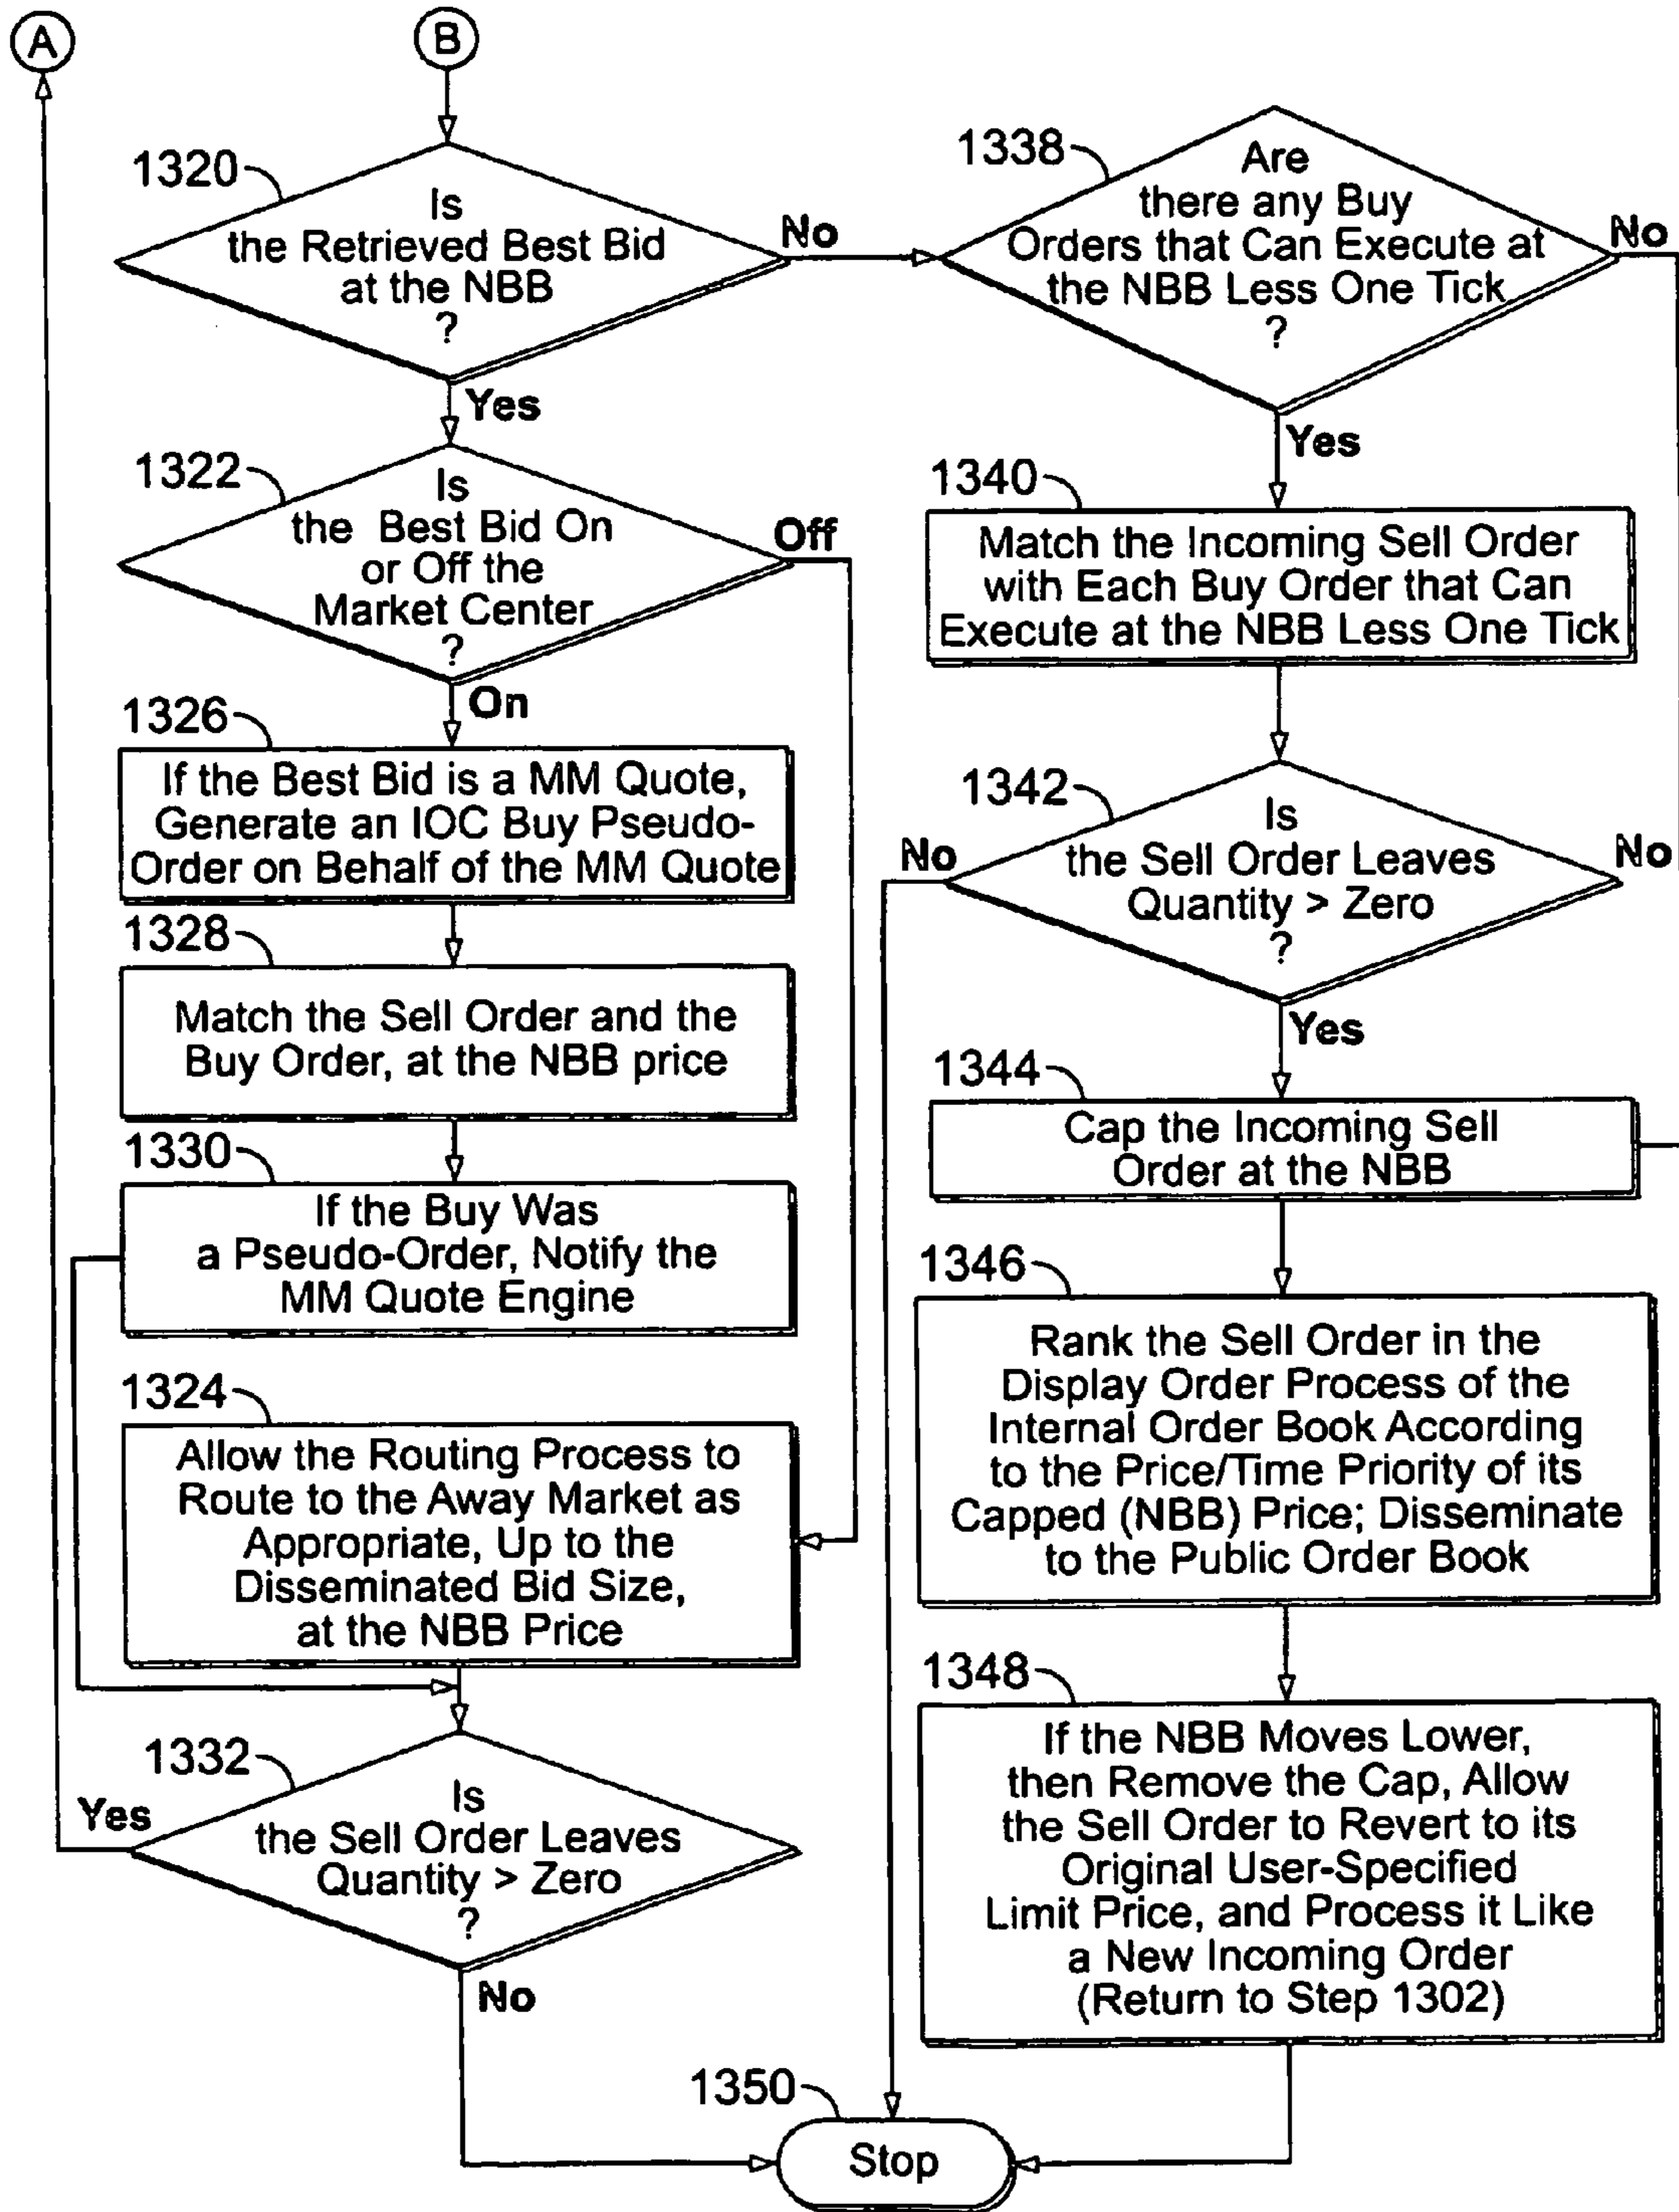 A
B
1320
Is
the Retrieved Best Bid
at the NBB
?
No
Yes
1322
Is
the Best Bid On
or Off the
Market Center
?
Off
On
1326
If the Best Bid is a MM Quote,
Generate an IOC Buy Pseudo-
Order on Behalf of the MM Quote
1328
Match the Sell Order and the
Buy Order, at the NBB price
1330
If the Buy Was
a Pseudo-Order, Notify the
MM Quote Engine
1324
Allow the Routing Process to
Route to the Away Market as
Appropriate, Up to the
Disseminated Bid Size,
at the NBB Price
1332
Is
the Sell Order Leaves
Quantity > Zero
?
Yes
No
1338
Are
there any Buy
Orders that Can Execute at
the NBB Less One Tick
?
No
Yes
1340
Match the Incoming Sell Order
with Each Buy Order that Can
Execute at the NBB Less One Tick
1342
Is
the Sell Order Leaves
Quantity > Zero
?
No
No
Yes
1344
Cap the Incoming Sell
Order at the NBB
1346
Rank the Sell Order in the
Display Order Process of the
Internal Order Book According
to the Price/Time Priority of its
Capped (NBB) Price; Disseminate
to the Public Order Book
1348
If the NBB Moves Lower,
then Remove the Cap, Allow
the Sell Order to Revert to its
Original User-Specified
Limit Price, and Process it Like
a New Incoming Order
(Return to Step 1302)
1350
Stop